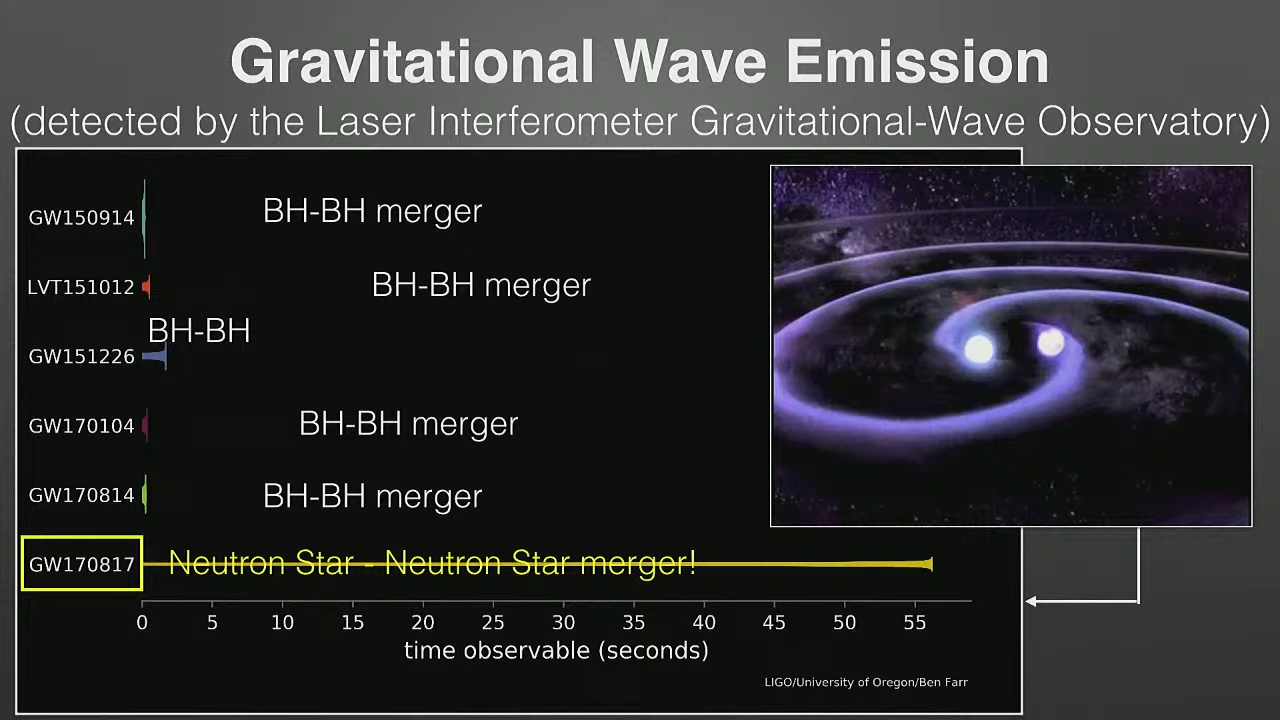 Gravitational Wave Emission
(detected by the Laser Interferometer Gravitational-Wave Observatory)
GW150914 BH-BH merger
LVT151012 BH-BH merger
BH-BH
GW151226
GW170104 BH-BH merger
GW170814 BH-BH merger
GW170817 Neutron Star - Neutron Star merger!
0 5 10 15 20 25 30 35 40 45 50 55
time observable (seconds)
LIGO/University of Oregon/Ben Farr